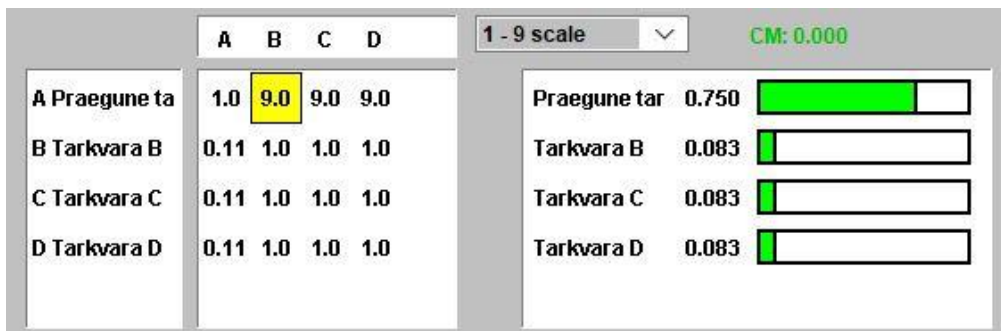 A B C D
1 - 9 scale
CM: 0.000
A Praegune ta 1.0 9.0 9.0 9.0
Praegune tar 0.750
B Tarkvara B 0.11 1.0 1.0 1.0
Tarkvara B 0.083
C Tarkvara C 0.11 1.0 1.0 1.0
Tarkvara C 0.083
D Tarkvara D 0.11 1.0 1.0 1.0
Tarkvara D 0.083